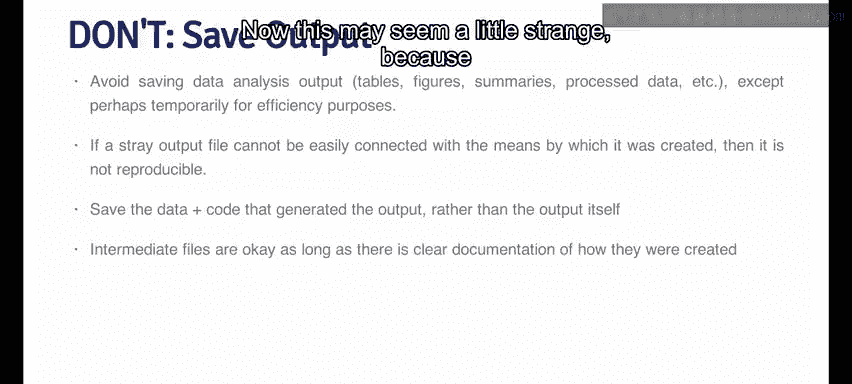 DON'T: Save Output
Now this may seem a little strange,
because
· Avoid saving data analysis output (tables, figures, summaries, processed data, etc.), except
perhaps temporarily for efficiency purposes.
· If a stray output file cannot be easily connected with the means by which it was created, then it is
not reproducible.
· Save the data + code that generated the output, rather than the output itself
· Intermediate files are okay as long as there is clear documentation of how they were created